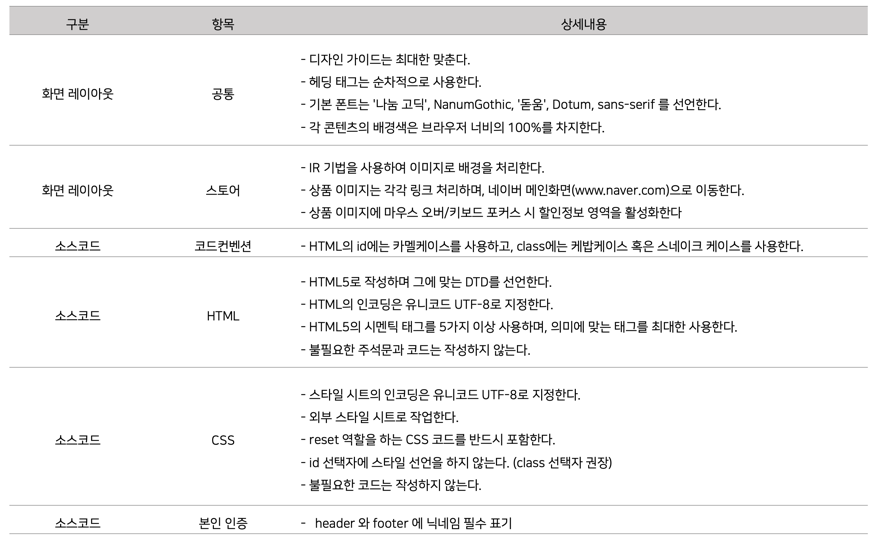 구분 항목 상세내용
- 디자인 가이드는 최대한 맞춘다.
- 헤딩 태그는 순차적으로 사용한다.
화면 레이아웃 공통
- 기본 폰트는 '나눔 고딕', NanumGothic, '돋움', Dotum, sans-serif 를 선언한다.
- 각 콘텐츠의 배경색은 브라우저 너비의 100%를 차지한다.
- IR 기법을 사용하여 이미지로 배경을 처리한다.
화면 레이아웃 스토어 - 상품 이미지는 각각 링크 처리하며, 네이버 메인화면(www.naver.com)으로 이동한다.
- 상품 이미지에 마우스 오버/키보드 포커스 시 할인정보 영역을 활성화한다
소스코드 코드컨벤션 - HTML의 id에는 카멜케이스를 사용하고, class에는 케밥케이스 혹은 스네이크 케이스를 사용한다.
- HTML5로 작성하며 그에 맞는 DTD를 선언한다.
- HTML의 인코딩은 유니코드 UTF-8로 지정한다.
소스코드 HTML
- HTML5의 시멘틱 태그를 5가지 이상 사용하며, 의미에 맞는 태그를 최대한 사용한다.
- 불필요한 주석문과 코드는 작성하지 않는다.
- 스타일 시트의 인코딩은 유니코드 UTF-8로 지정한다.
- 외부 스타일 시트로 작업한다.
소스코드 CSS - reset 역할을 하는 CSS 코드를 반드시 포함한다.
- id 선택자에 스타일 선언을 하지 않는다. (class 선택자 권장)
- 불필요한 코드는 작성하지 않는다.
소스코드 본인 인증 - header 와 footer 에 닉네임 필수 표기